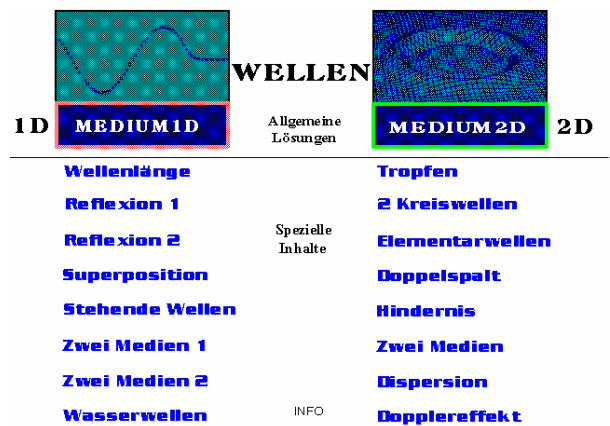 WELLEN
1D MEDIUM1D Allgemeine Lösungen MEDIUM2D 2D
Wellenlänge Tropfen
Reflexion 1 2 Kreiswellen
Spezielle Inhalte
Reflexion 2 Elementarwellen
Superposition Doppelspalt
Stehende Wellen Hindernis
Zwei Medien 1 Zwei Medien
Zwei Medien 2 Dispersion
Wasserwellen INFO Dopplereffekt